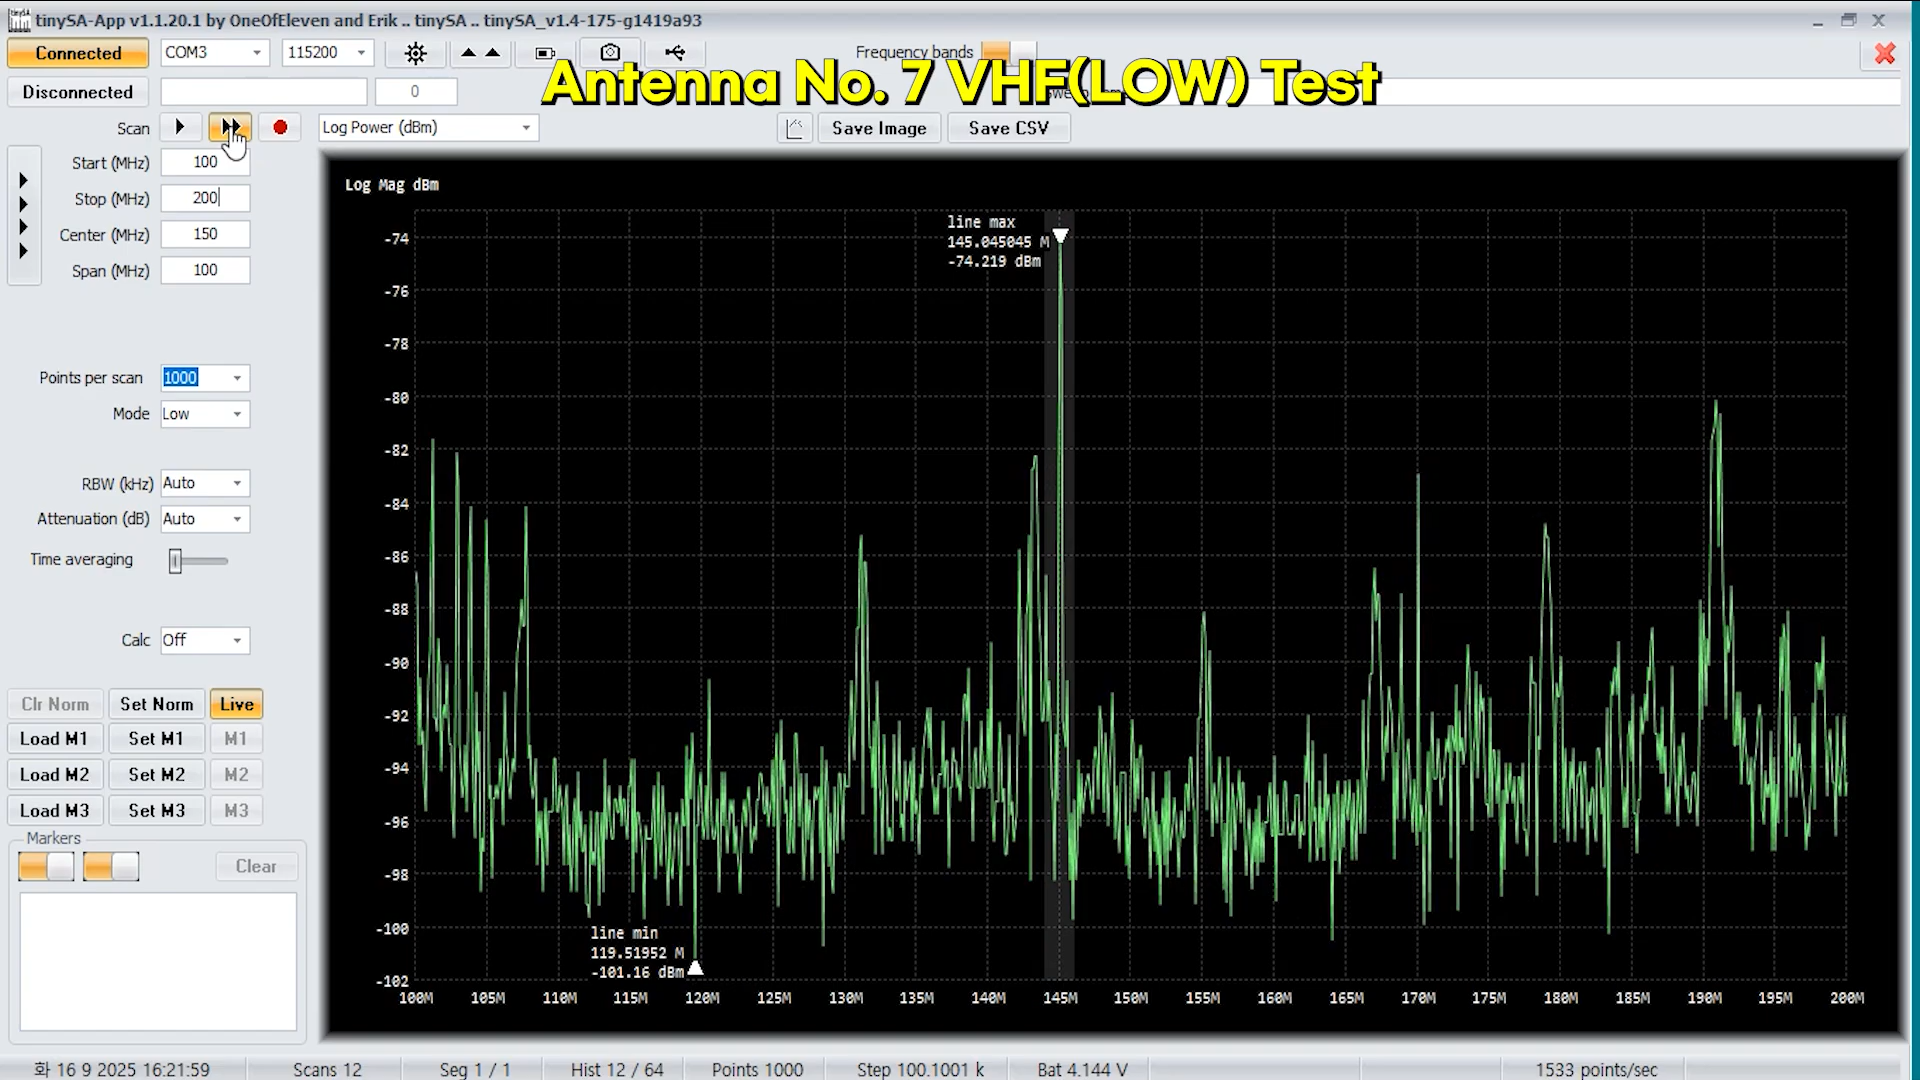 tinySA-App v1.1.20.1 by OneOfEleven and Erik .. tinySA .. tinySA_v1.4-175-g1419a93
Connected
COM3
115200
Frequency bands
Antenna No. 7 VHF(LOW) Test
Disconnected
0
Scan
Log Power (dBm)
Save Image
Save CSV
Start (MHz)
100
Stop (MHz)
200
Center (MHz)
150
Span (MHz)
100
Points per scan
1000
Mode
Low
RBW (kHz)
Auto
Attenuation (dB)
Auto
Time averaging
Calc
Off
Clr Norm
Set Norm
Live
Load M1
Set M1
M1
Load M2
Set M2
M2
Load M3
Set M3
M3
Markers
Clear
Log Mag dBm
line max
145.045045 M
-74.219 dBm
-74
-76
-78
-80
-82
-84
-86
-88
-90
-92
-94
-96
-98
-100
-102
line min
119.51952 M
-101.16 dBm
100M 105M 110M 115M 120M 125M 130M 135M 140M 145M 150M 155M 160M 165M 170M 175M 180M 185M 190M 195M 200M
화 16 9 2025 16:21:59
Scans 12
Seg 1 / 1
Hist 12 / 64
Points 1000
Step 100.1001 k
Bat 4.144 V
1533 points/sec